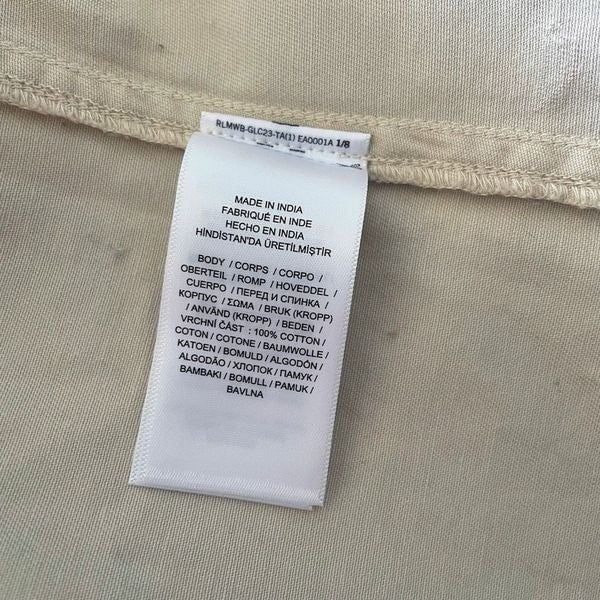 RLMWB-GLC23-TA(1) EA0001A 1/8
MADE IN INDIA
FABRIQUÉ EN INDE
HECHO EN INDIA
HİNDİSTAN'DA ÜRETİLMİŞTİR
BODY / CORPS / CORPO /
OBERTEIL / ROMP / HOVEDDEL /
CUERPO / ПЕРЕД И СПИНКА /
КОРПУС / ΣΩΜΑ / BRUK (KROPP)
/ ANVÄND (KROPP) / BEDEN /
VRCHNÍ ČÁST : 100% COTTON /
COTON / COTONE / BAUMWOLLE /
KATOEN / BOMULD / ALGODÓN /
ALGODÃO / ХЛОПОК / ПАМУК /
ΒΑΜΒΑΚΙ / BOMULL / PAMUK /
BAVLNA